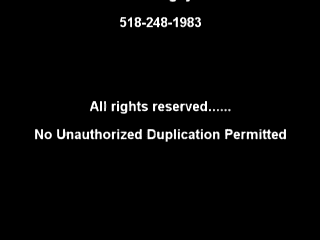 518-248-1983
All rights reserved......
No Unauthorized Duplication Permitted